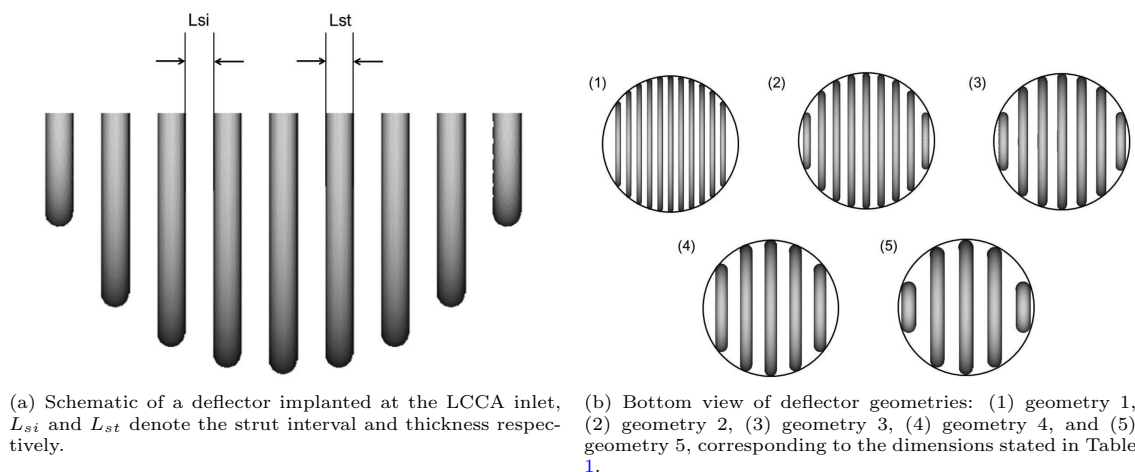 Lsi
Lst
(1)
(2)
(3)
(4)
(5)
(a) Schematic of a deflector implanted at the LCCA inlet,
Lsi and Lst denote the strut interval and thickness respec-
tively.
(b) Bottom view of deflector geometries: (1) geometry 1,
(2) geometry 2, (3) geometry 3, (4) geometry 4, and (5)
geometry 5, corresponding to the dimensions stated in Table
1.